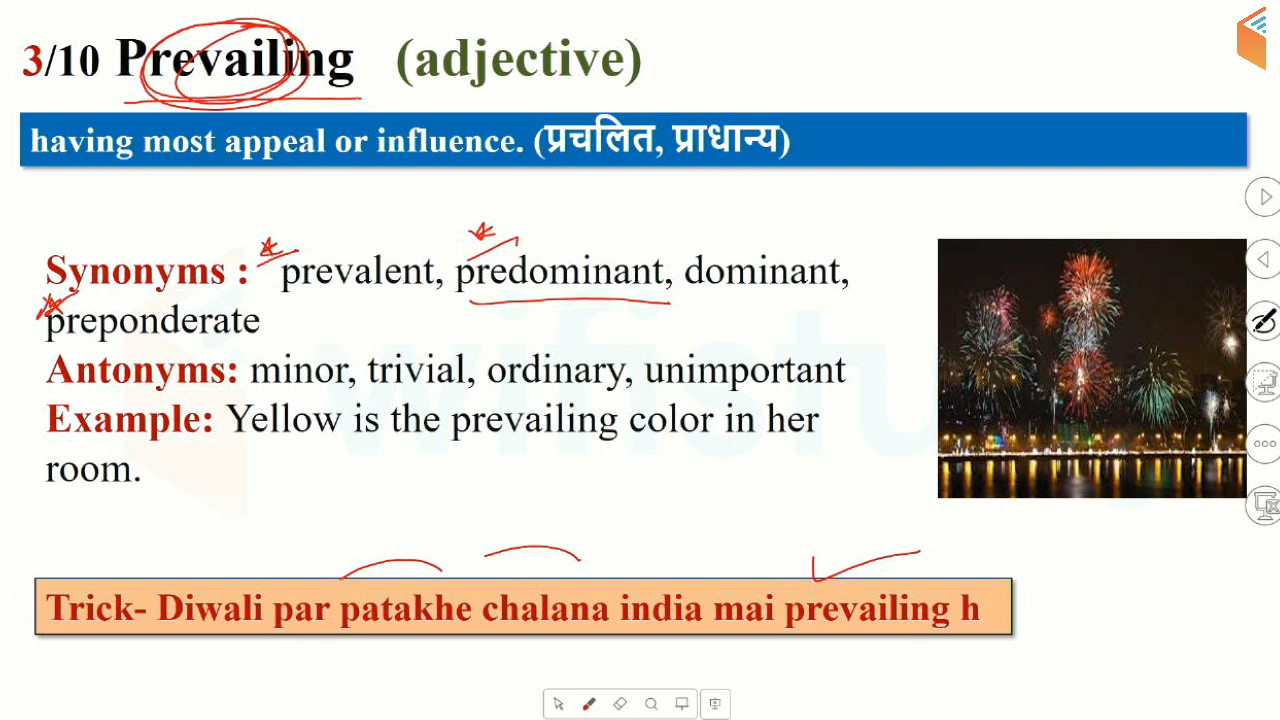 3/10 Prevailing (adjective)
having most appeal or influence. (प्रचलित, प्राधान्य)
Synonyms : prevalent, predominant, dominant,
preponderate
Antonyms: minor, trivial, ordinary, unimportant
Example: Yellow is the prevailing color in her
room.
Trick- Diwali par patakhe chalana india mai prevailing h